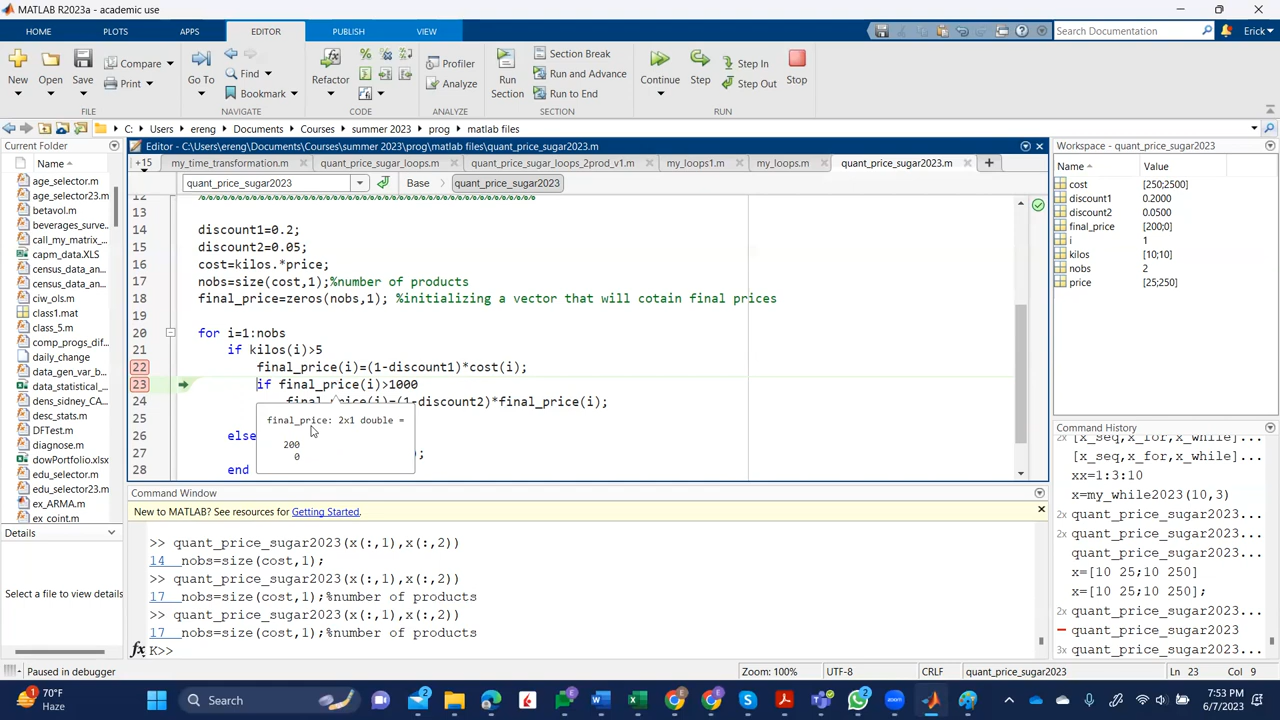 MATLAB R2023a - academic use
HOME PLOTS APPS EDITOR PUBLISH VIEW Search Documentation Erick
New Open Save Compare Print Go To Find Bookmark Refactor Profiler Analyze Run Section Section Break Run and Advance Run to End Continue Step Step In Step Out Stop
FILE NAVIGATE CODE ANALYZE SECTION RUN
C: Users ereng Documents Courses summer 2023 prog matlab files
Current Folder
Name
age_selector.m
age_selector23.m
betavol.m
beverages_surve...
call_my_matrix_...
capm_data.XLS
census_data_an...
census_data_an...
ciw_ols.m
class1.mat
class_5.m
comp_progs_dif...
daily_change
data_gen_var_b...
data_statistical_...
dens_sidney_CA...
desc_stats.m
DFTest.m
diagnose.m
dowPortfolio.xlsx
edu_selector.m
edu_selector23.m
ex_ARMA.m
ex_coint.m
Details
Select a file to view details
Editor - C:\Users\ereng\Documents\Courses\summer 2023\prog\matlab files\quant_price_sugar2023.m
+15 my_time_transformation.m quant_price_sugar_loops.m quant_price_sugar_loops_2prod_v1.m my_loops1.m my_loops.m quant_price_sugar2023.m
quant_price_sugar2023 Base quant_price_sugar2023
13
14 discount1=0.2;
15 discount2=0.05;
16 cost=kilos.*price;
17 nobs=size(cost,1);%number of products
18 final_price=zeros(nobs,1); %initializing a vector that will cotain final prices
19
20 for i=1:nobs
21 if kilos(i)>5
22 final_price(i)=(1-discount1)*cost(i);
23 if final_price(i)>1000
24 final_price(i)=(1-discount2)*final_price(i);
final_price: 2x1 double =
200
0
26 else
27 ;
28 end
Command Window
New to MATLAB? See resources for Getting Started.
>> quant_price_sugar2023(x(:,1),x(:,2))
14 nobs=size(cost,1);
>> quant_price_sugar2023(x(:,1),x(:,2))
17 nobs=size(cost,1);%number of products
>> quant_price_sugar2023(x(:,1),x(:,2))
17 nobs=size(cost,1);%number of products
fx K>>
Workspace - quant_price_sugar2023
Name Value
cost [250;2500]
discount1 0.2000
discount2 0.0500
final_price [200;0]
i 1
kilos [10;10]
nobs 2
price [25;250]
Command History
[x_seq,x_for,x_while]...
[x_seq,x_for,x_while]...
xx=1:3:10
x=my_while2023(10,3)
2x quant_price_sugar2023...
2x quant_price_sugar2023...
quant_price_sugar2023...
x=[10 25;10 250]
x=[10 25;10 250];
2x quant_price_sugar2023...
quant_price_sugar2023
3x quant_price_sugar2023...
Paused in debugger Zoom: 100% UTF-8 CRLF quant_price_sugar2023 Ln 23 Col 9
70°F
Haze
Search
7:53 PM
6/7/2023